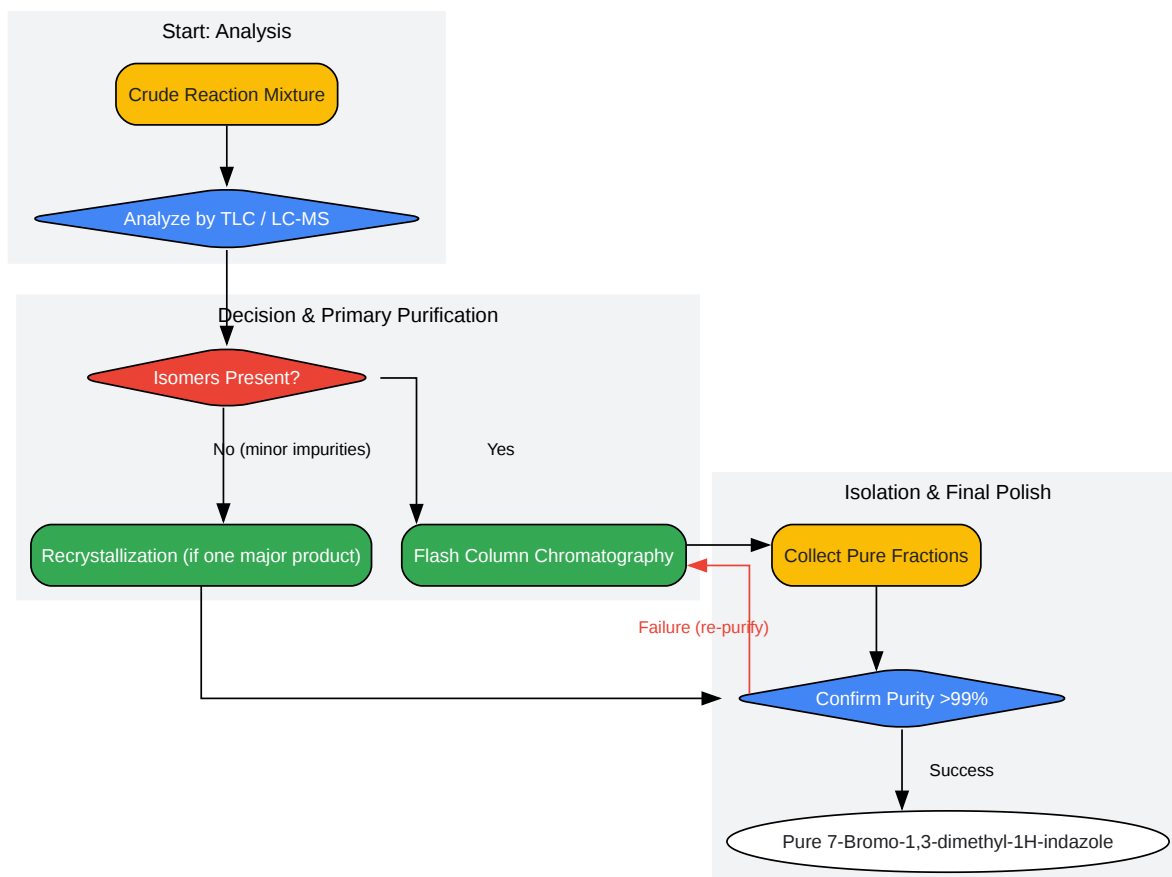 Start: Analysis
Crude Reaction Mixture
Analyze by TLC / LC-MS
Decision & Primary Purification
Isomers Present?
No (minor impurities)
Yes
Isolation & Final Polish
Recrystallization (if one major product)
Flash Column Chromatography
Collect Pure Fractions
Failure (re-purify)
Confirm Purity >99%
Success
Pure 7-Bromo-1,3-dimethyl-1H-indazole